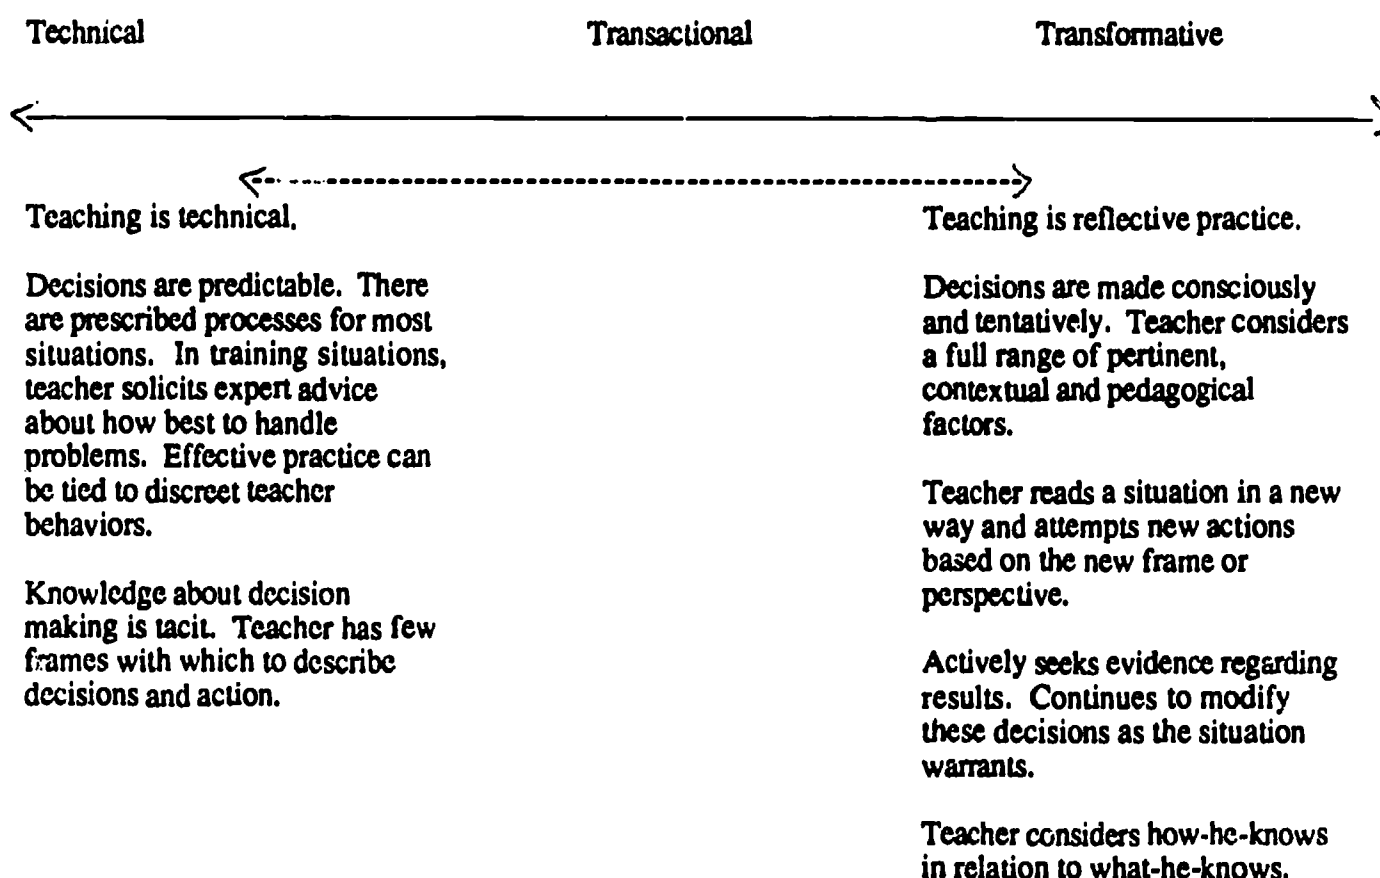 Technical Transactional Transformative
Teaching is technical.
Decisions are predictable. There
are prescribed processes for most
situations. In training situations,
teacher solicits expert advice
about how best to handle
problems. Effective practice can
be tied to discreet teacher
behaviors.
Knowledge about decision
making is tacit. Teacher has few
frames with which to describe
decisions and action.
Teaching is reflective practice.
Decisions are made consciously
and tentatively. Teacher considers
a full range of pertinent,
contextual and pedagogical
factors.
Teacher reads a situation in a new
way and attempts new actions
based on the new frame or
perspective.
Actively seeks evidence regarding
results. Continues to modify
these decisions as the situation
warrants.
Teacher considers how-he-knows
in relation to what-he-knows.